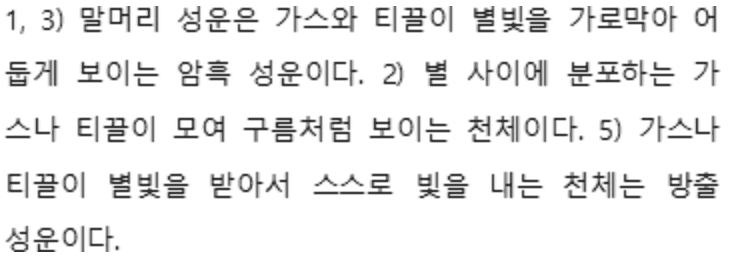 1, 3) 말머리 성운은 가스와 티끌이 별빛을 가로막아 어
둡게 보이는 암흑 성운이다. 2) 별 사이에 분포하는 가
스나 티끌이 모여 구름처럼 보이는 천체이다. 5) 가스나
티끌이 별빛을 받아서 스스로 빛을 내는 천체는 방출
성운이다.